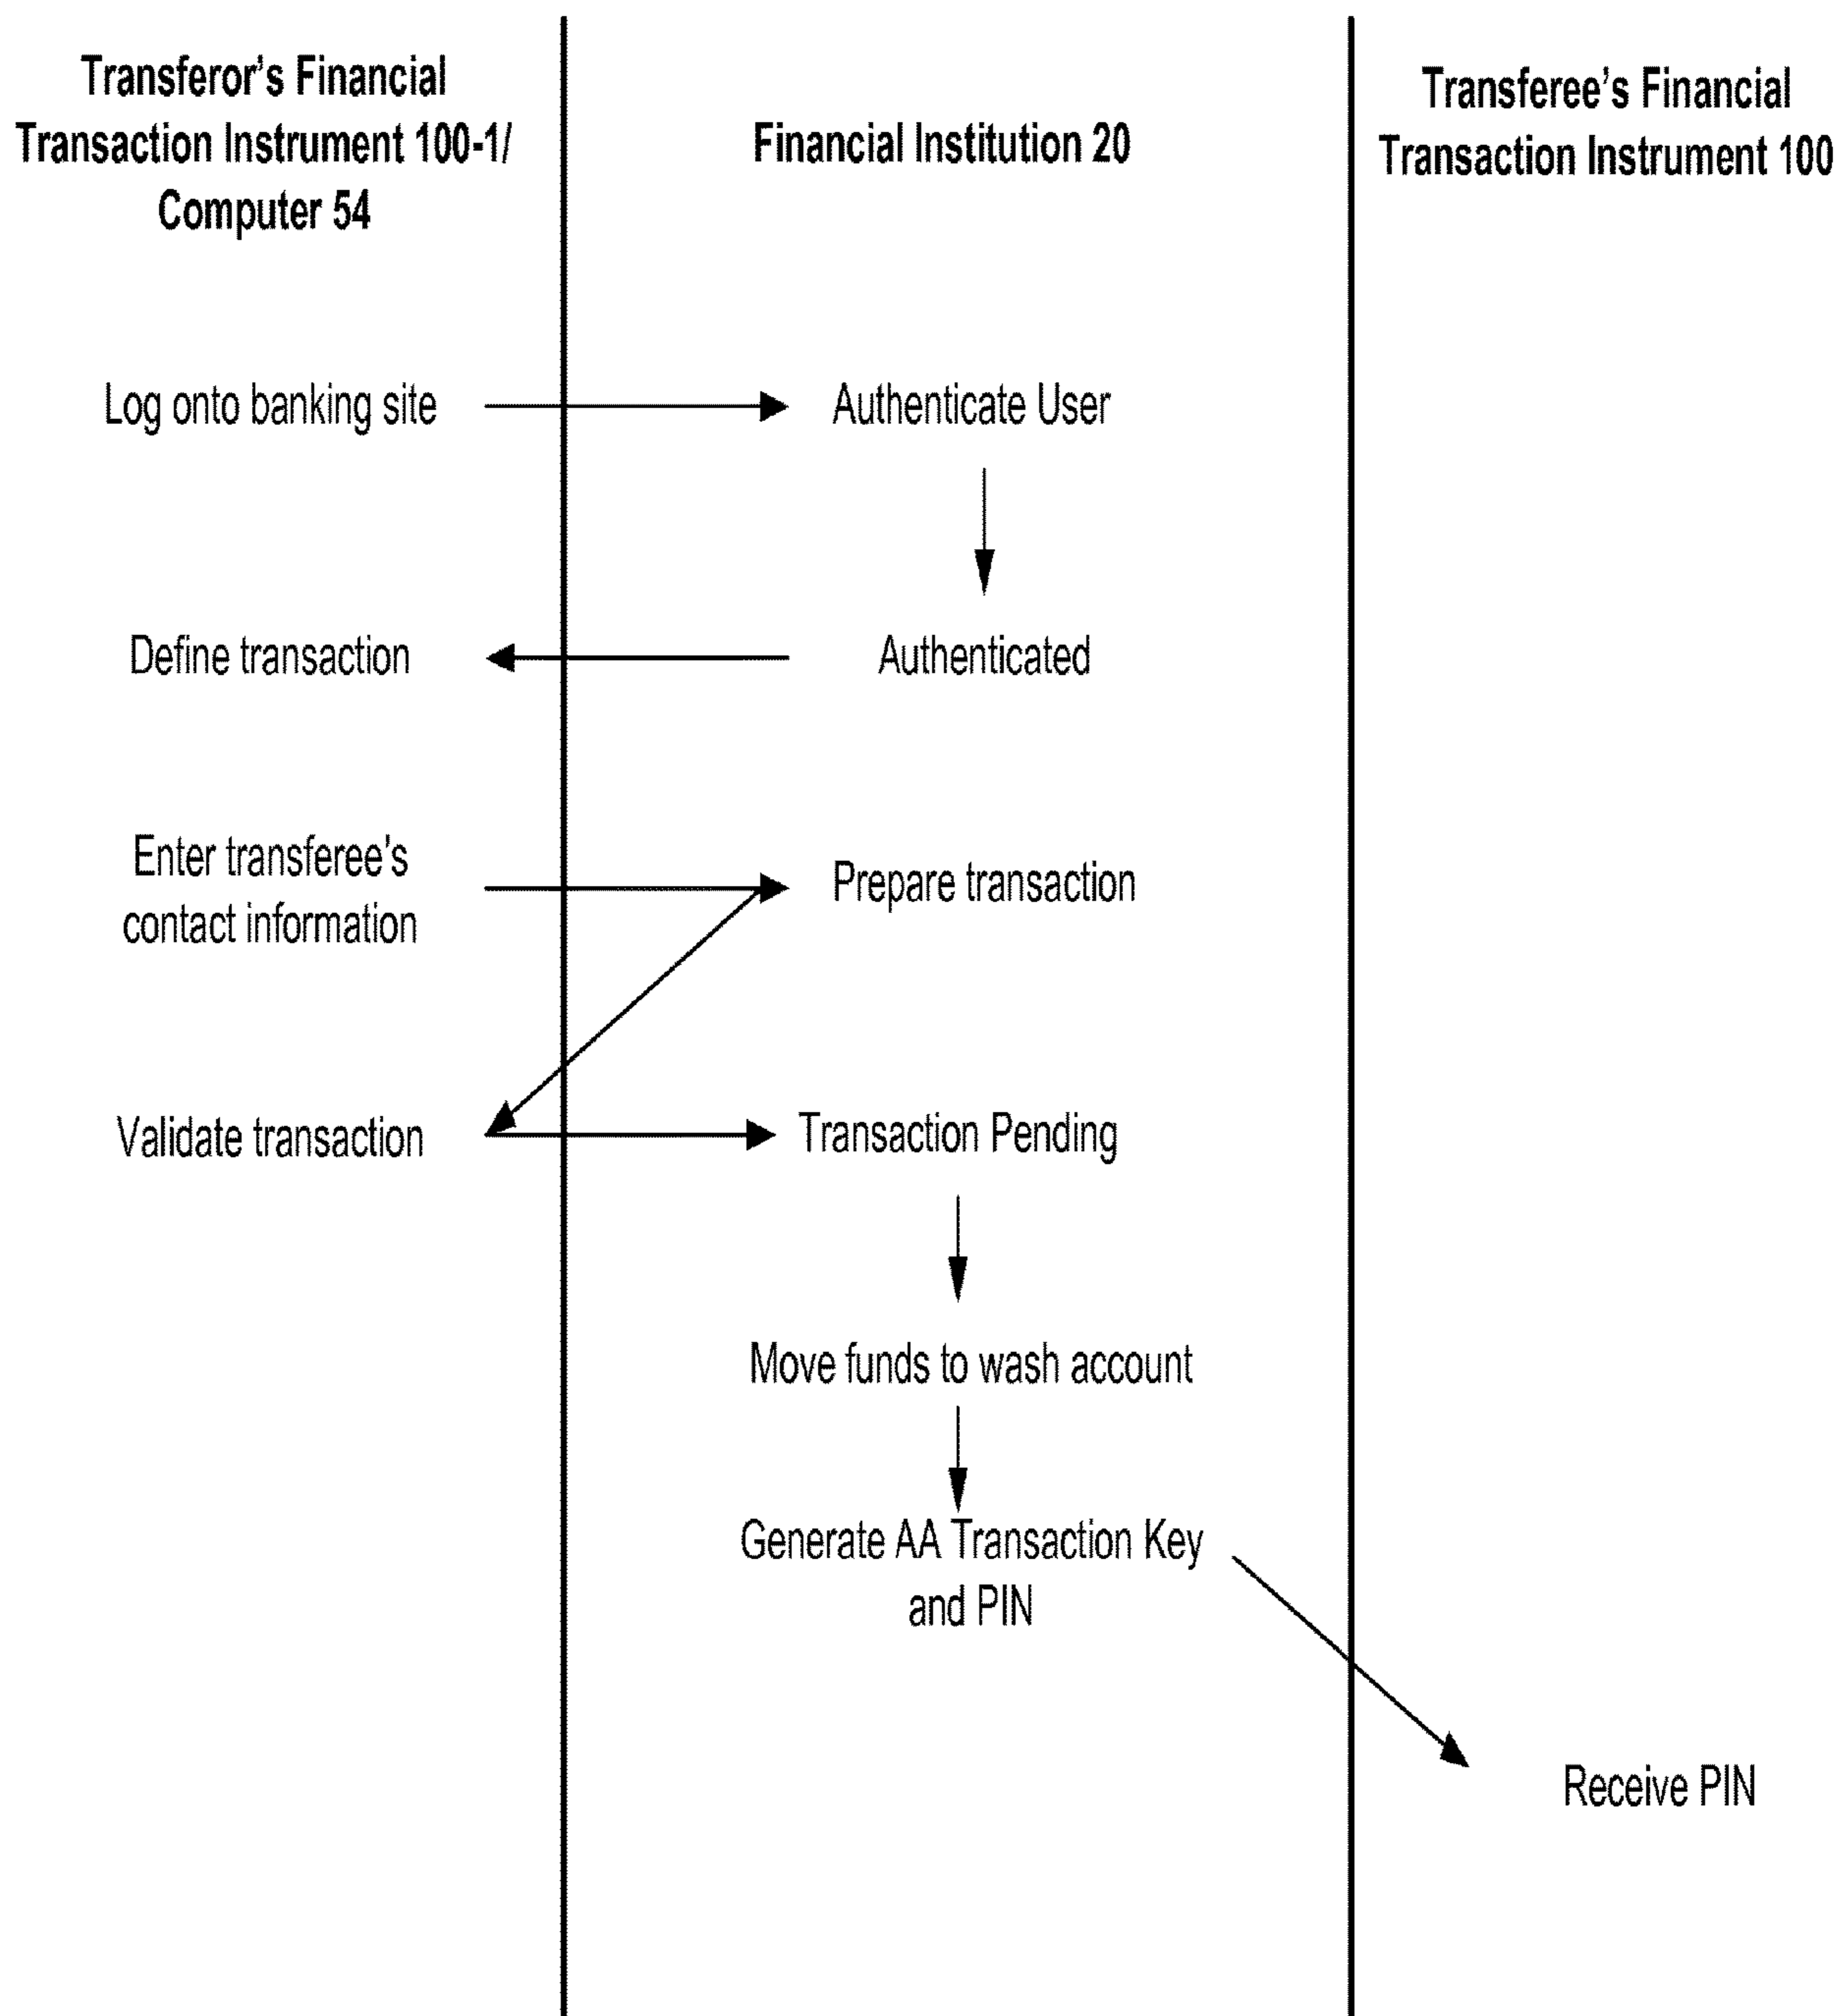 Transferor’s Financial
Transaction Instrument 100-1/
Computer 54
Financial Institution 20
Transferee’s Financial
Transaction Instrument 100
Log onto banking site
Authenticate User
Define transaction
Authenticated
Enter transferee’s
contact information
Prepare transaction
Validate transaction
Transaction Pending
Move funds to wash account
Generate AA Transaction Key
and PIN
Receive PIN